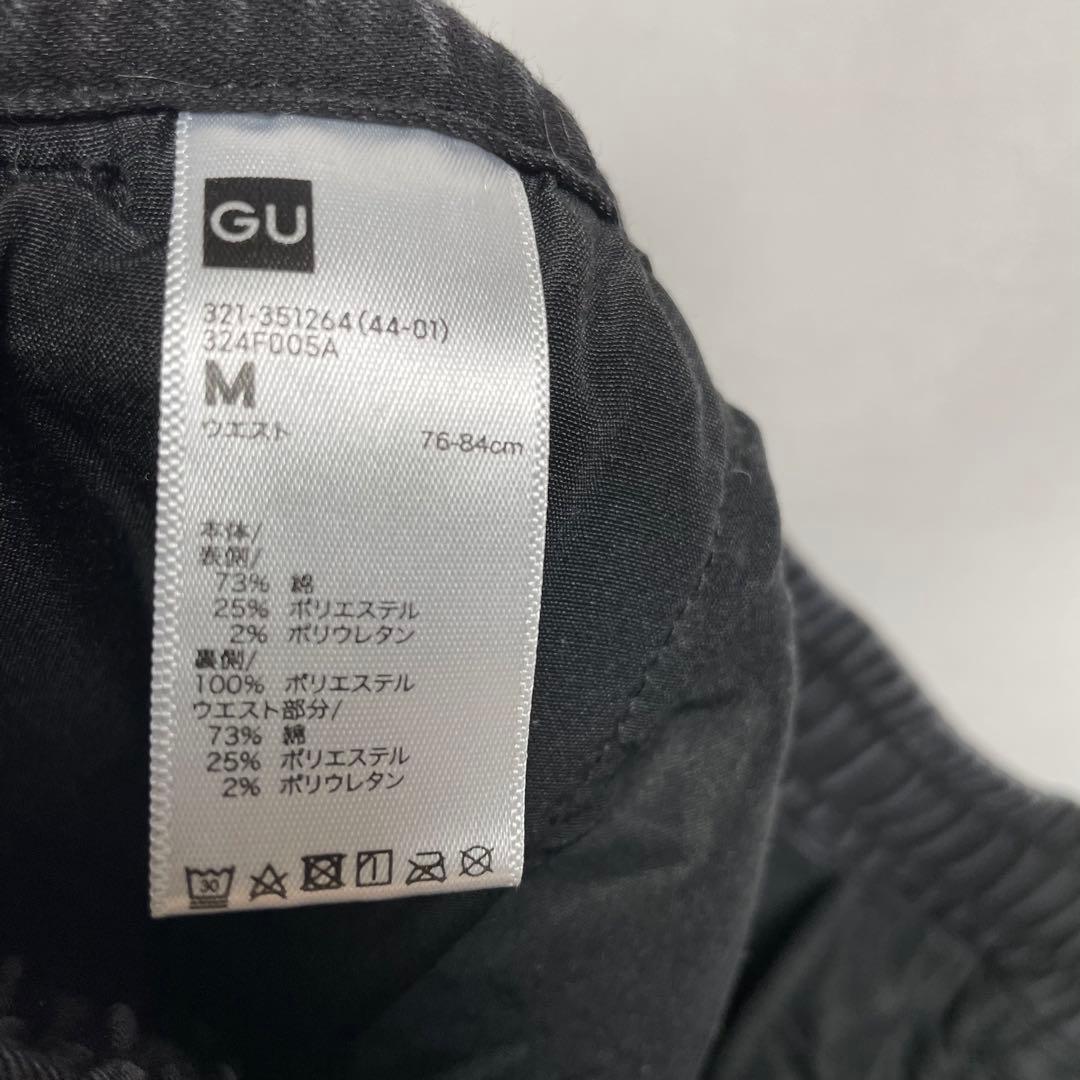 GU
321-351264(44-01)
324F005A
M
ウエスト 76-84cm
本体/
表側/
73% 綿
25% ポリエステル
2% ポリウレタン
裏側/
100% ポリエステル
ウエスト部分/
73% 綿
25% ポリエステル
2% ポリウレタン
30